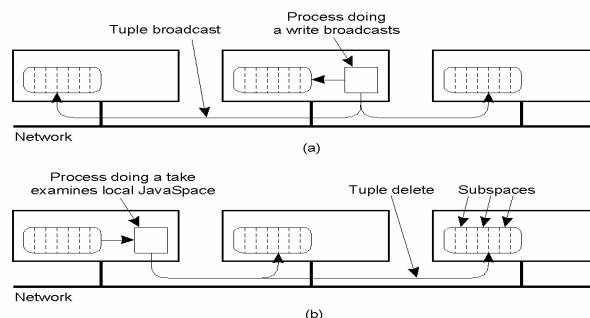 Process doing
a write broadcasts
Tuple broadcast
Network
(a)
Process doing a take
examines local JavaSpace
Tuple delete
Subspaces
Network
(b)